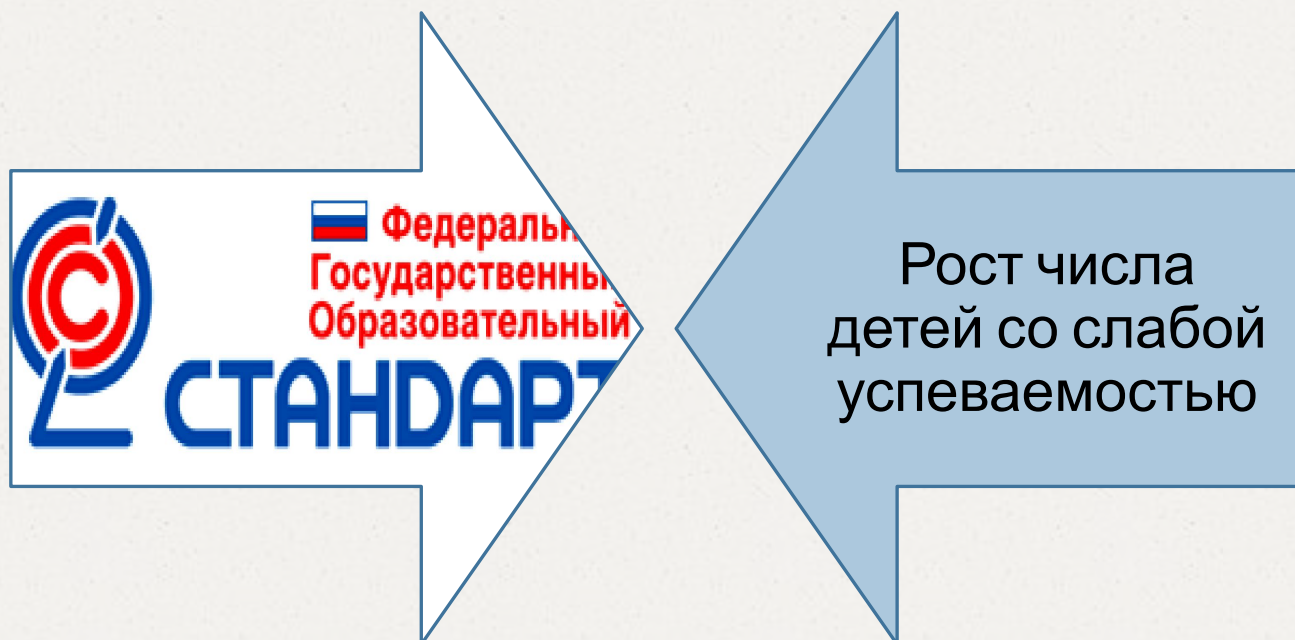 Федеральн
Государственны
Образовательный
СТАНДАРТ
Рост числа
детей со слабой
успеваемостью